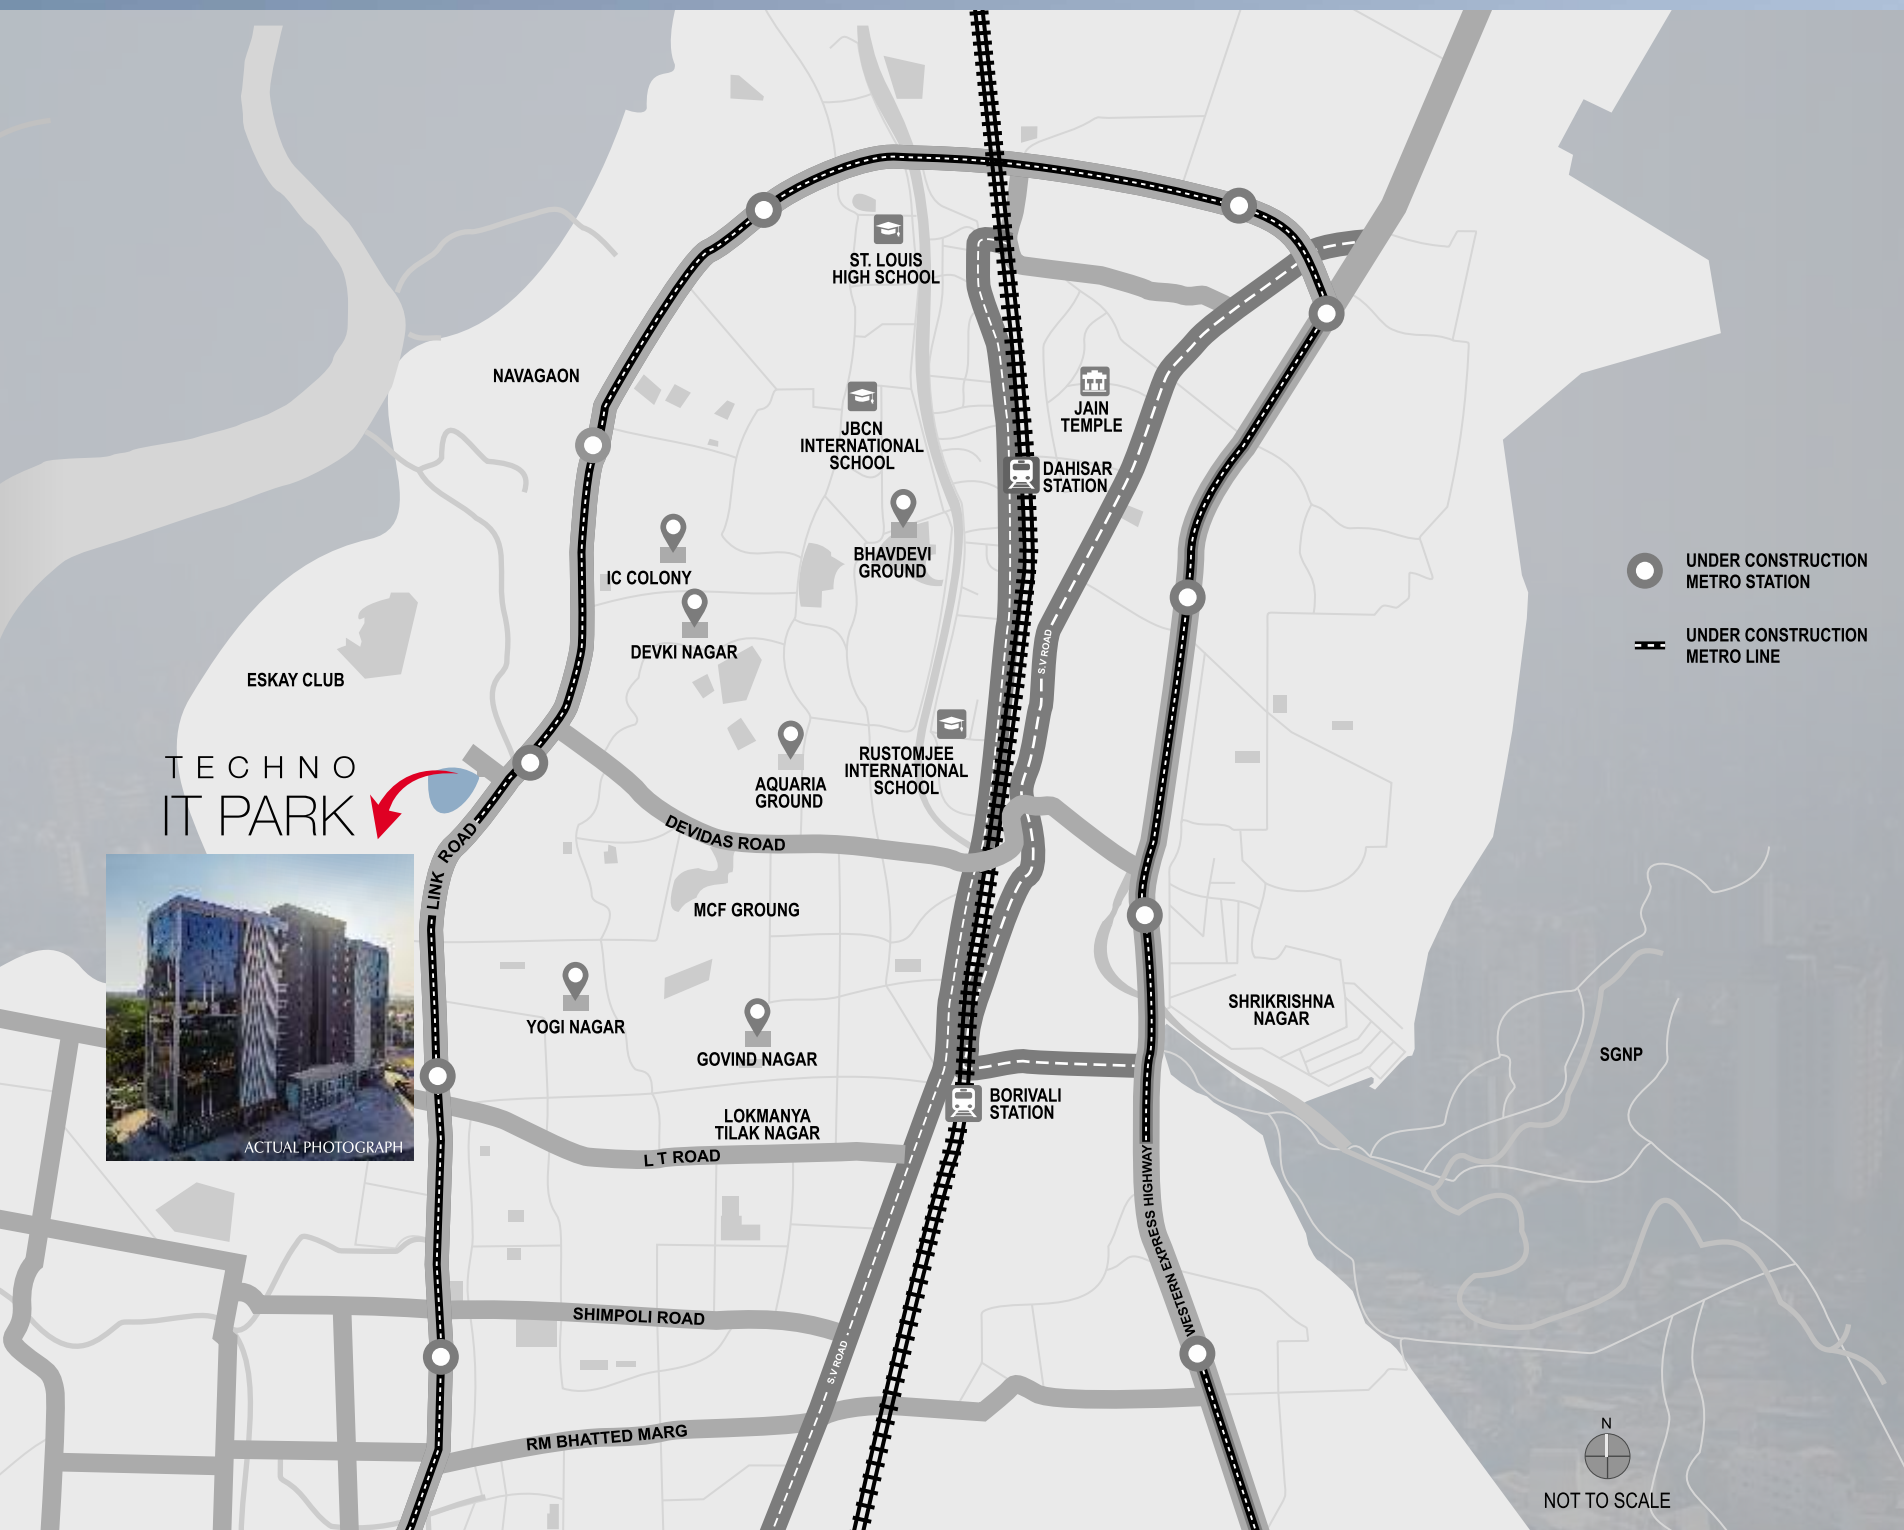 ST. LOUIS
HIGH SCHOOL
NAVAGAON
JBCN
INTERNATIONAL
SCHOOL
JAIN
TEMPLE
DAHISAR
STATION
BHAVDEVI
GROUND
IC COLONY
DEVKI NAGAR
S.V ROAD
ESKAY CLUB
UNDER CONSTRUCTION
METRO STATION
UNDER CONSTRUCTION
METRO LINE
TECHNO
IT PARK
RUSTOMJEE
INTERNATIONAL
SCHOOL
AQUARIA
GROUND
LINK ROAD
DEVIDAS ROAD
MCF GROUNG
YOGI NAGAR
GOVIND NAGAR
SHRIKRISHNA
NAGAR
SGNP
BORIVALI
STATION
LOKMANYA
TILAK NAGAR
ACTUAL PHOTOGRAPH
L T ROAD
WESTERN EXPRESS HIGHWAY
SHIMPOLI ROAD
S.V ROAD
RM BHATTED MARG
N
NOT TO SCALE